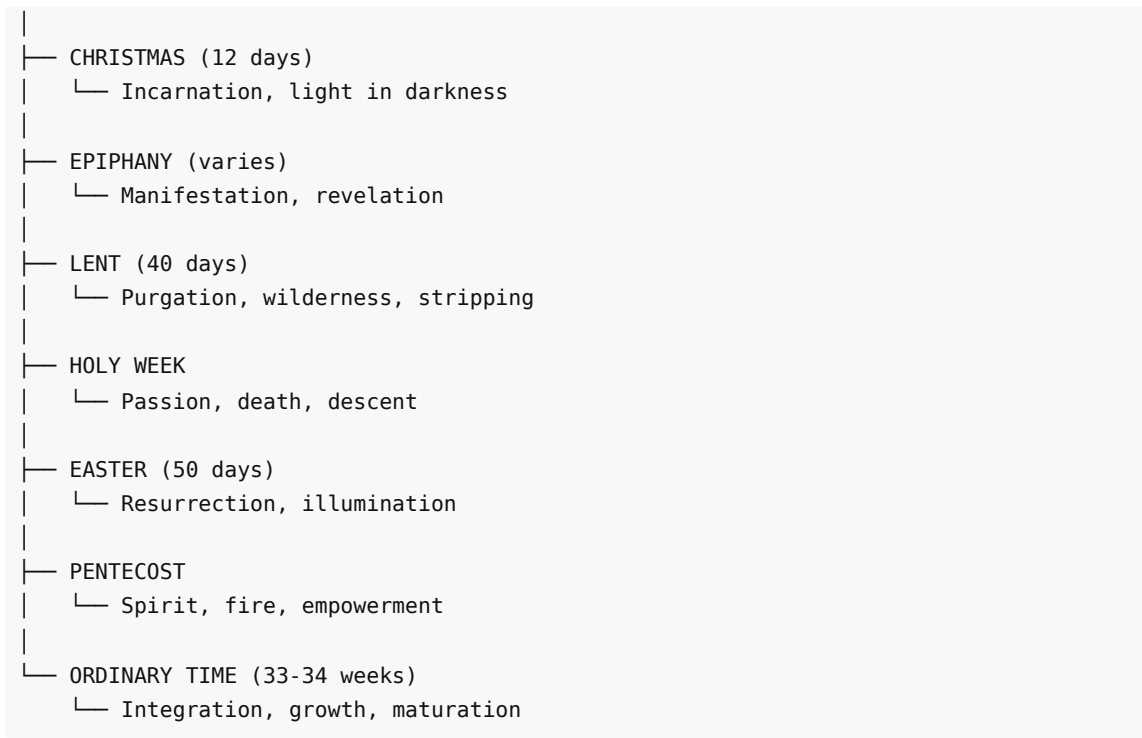 │
├── CHRISTMAS (12 days)
│   └── Incarnation, light in darkness
│
├── EPIPHANY (varies)
│   └── Manifestation, revelation
│
├── LENT (40 days)
│   └── Purgation, wilderness, stripping
│
├── HOLY WEEK
│   └── Passion, death, descent
│
├── EASTER (50 days)
│   └── Resurrection, illumination
│
├── PENTECOST
│   └── Spirit, fire, empowerment
│
└── ORDINARY TIME (33-34 weeks)
    └── Integration, growth, maturation